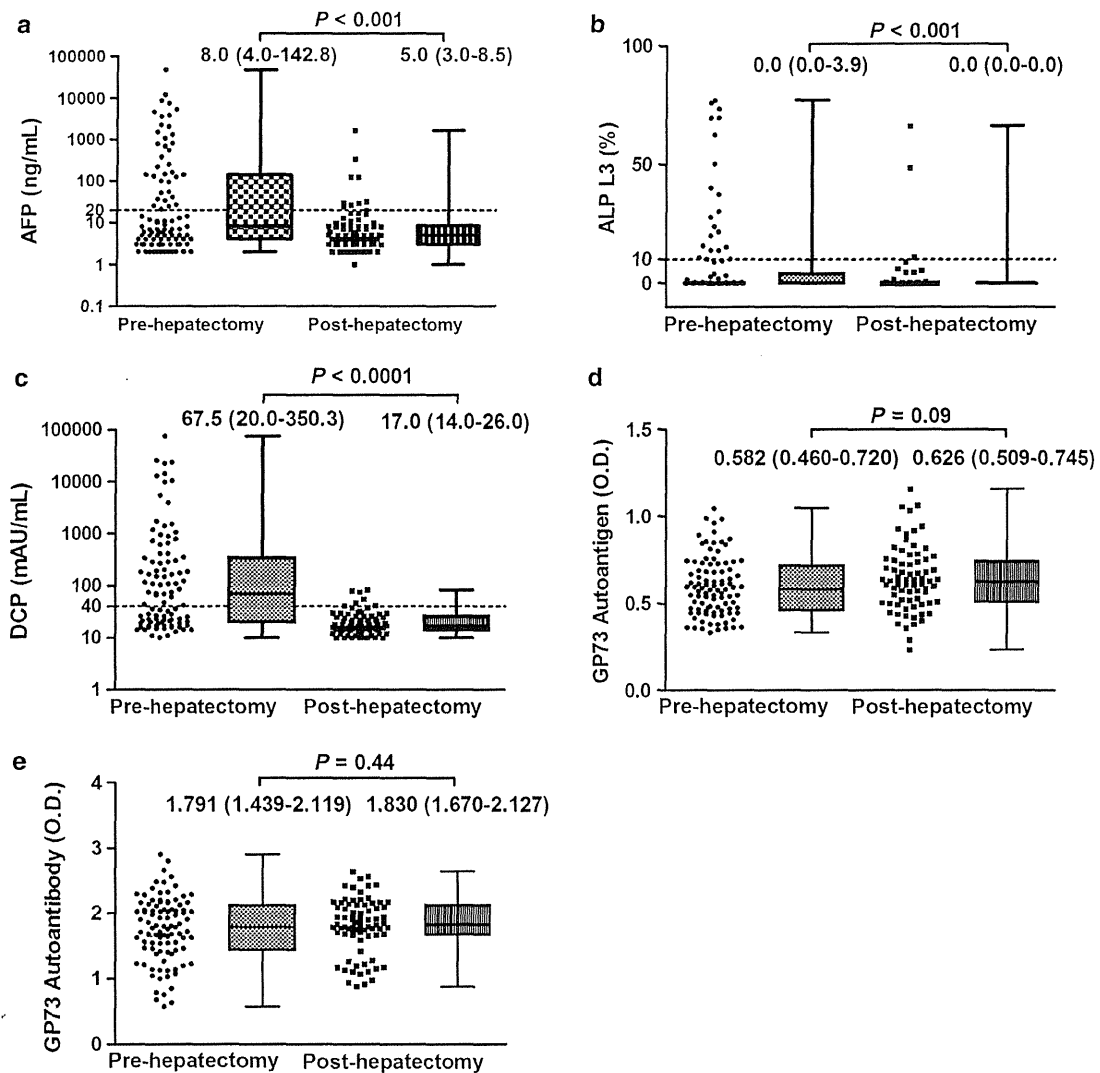 a
P < 0.001
8.0 (4.0-142.8)
5.0 (3.0-8.5)
AFP (ng/mL)
100000
10000
1000
100
20
10
1
0.1
Pre-hepatectomy
Post-hepatectomy
b
P < 0.001
0.0 (0.0-3.9)
0.0 (0.0-0.0)
ALP L3 (%)
100
50
10
0
Pre-hepatectomy
Post-hepatectomy
c
P < 0.0001
67.5 (20.0-350.3)
17.0 (14.0-26.0)
DCP (mAU/mL)
100000
10000
1000
100
40
10
1
Pre-hepatectomy
Post-hepatectomy
d
P = 0.09
0.582 (0.460-0.720)
0.626 (0.509-0.745)
GP73 Autoantigen (O.D.)
1.5
1.0
0.5
0.0
Pre-hepatectomy
Post-hepatectomy
e
P = 0.44
1.791 (1.439-2.119)
1.830 (1.670-2.127)
GP73 Autoantibody (O.D.)
4
3
2
1
0
Pre-hepatectomy
Post-hepatectomy